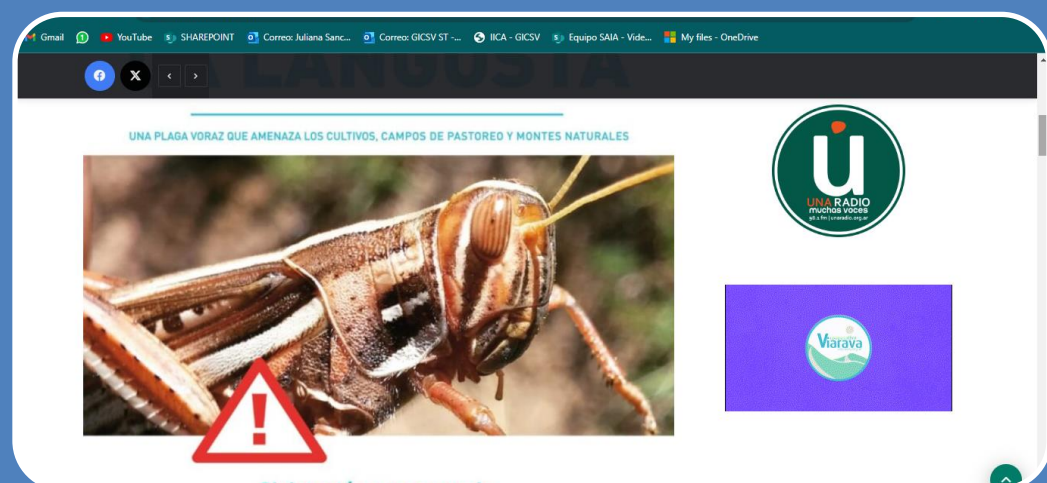 Gmail
YouTube
SHAREPOINT
Correo: Juliana Sanc...
Correo: GICSV ST -...
IICA - GICSV
Equipo SAIA - Vide...
My files - OneDrive
LANGUSTA
UNA PLAGA VORAZ QUE AMENAZA LOS CULTIVOS, CAMPOS DE PASTOREO Y MONTES NATURALES
!
ú
UNA RADIO
muchas voces
Viarava